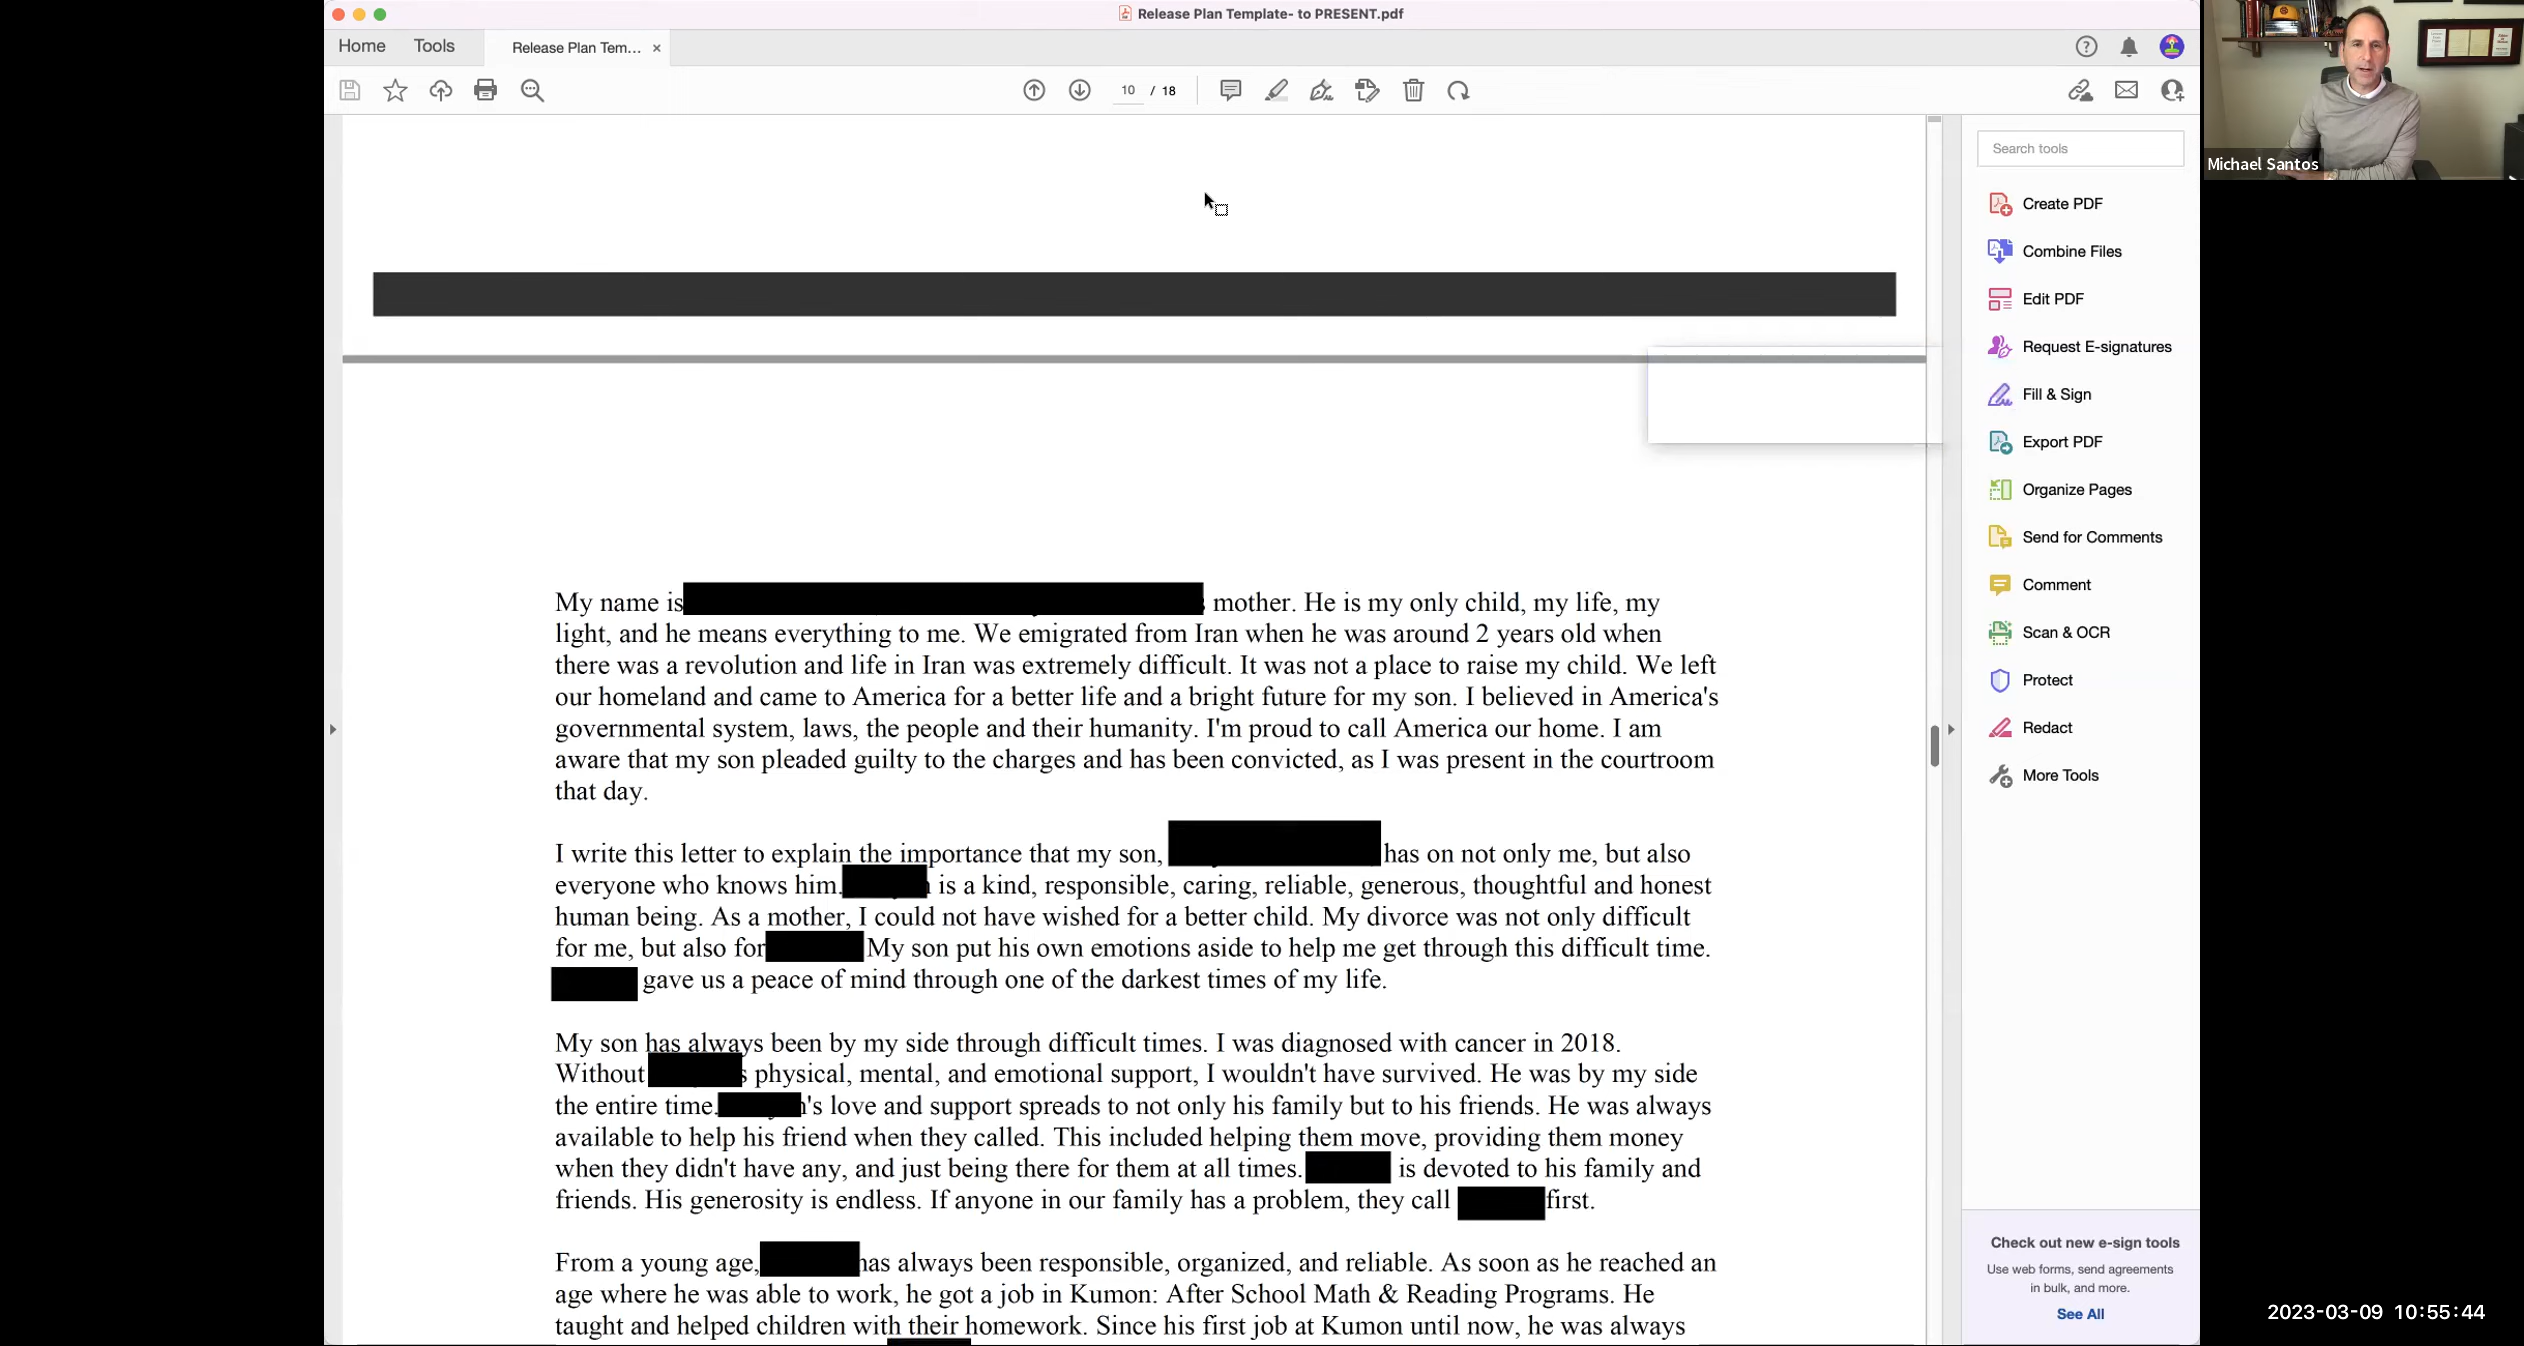 Release Plan Template- to PRESENT.pdf
Home Tools Release Plan Tem... ×
10 / 18
Michael Santos
Search tools
Create PDF
Combine Files
Edit PDF
Request E-signatures
Fill & Sign
Export PDF
Organize Pages
Send for Comments
Comment
Scan & OCR
Protect
Redact
More Tools
My name is mother. He is my only child, my life, my
light, and he means everything to me. We emigrated from Iran when he was around 2 years old when
there was a revolution and life in Iran was extremely difficult. It was not a place to raise my child. We left
our homeland and came to America for a better life and a bright future for my son. I believed in America's
governmental system, laws, the people and their humanity. I'm proud to call America our home. I am
aware that my son pleaded guilty to the charges and has been convicted, as I was present in the courtroom
that day.
I write this letter to explain the importance that my son, has on not only me, but also
everyone who knows him. is a kind, responsible, caring, reliable, generous, thoughtful and honest
human being. As a mother, I could not have wished for a better child. My divorce was not only difficult
for me, but also for My son put his own emotions aside to help me get through this difficult time.
gave us a peace of mind through one of the darkest times of my life.
My son has always been by my side through difficult times. I was diagnosed with cancer in 2018.
Without physical, mental, and emotional support, I wouldn't have survived. He was by my side
the entire time. 's love and support spreads to not only his family but to his friends. He was always
available to help his friend when they called. This included helping them move, providing them money
when they didn't have any, and just being there for them at all times. is devoted to his family and
friends. His generosity is endless. If anyone in our family has a problem, they call first.
From a young age, has always been responsible, organized, and reliable. As soon as he reached an
age where he was able to work, he got a job in Kumon: After School Math & Reading Programs. He
taught and helped children with their homework. Since his first job at Kumon until now, he was always
Check out new e-sign tools
Use web forms, send agreements
in bulk, and more.
See All
2023-03-09 10:55:44